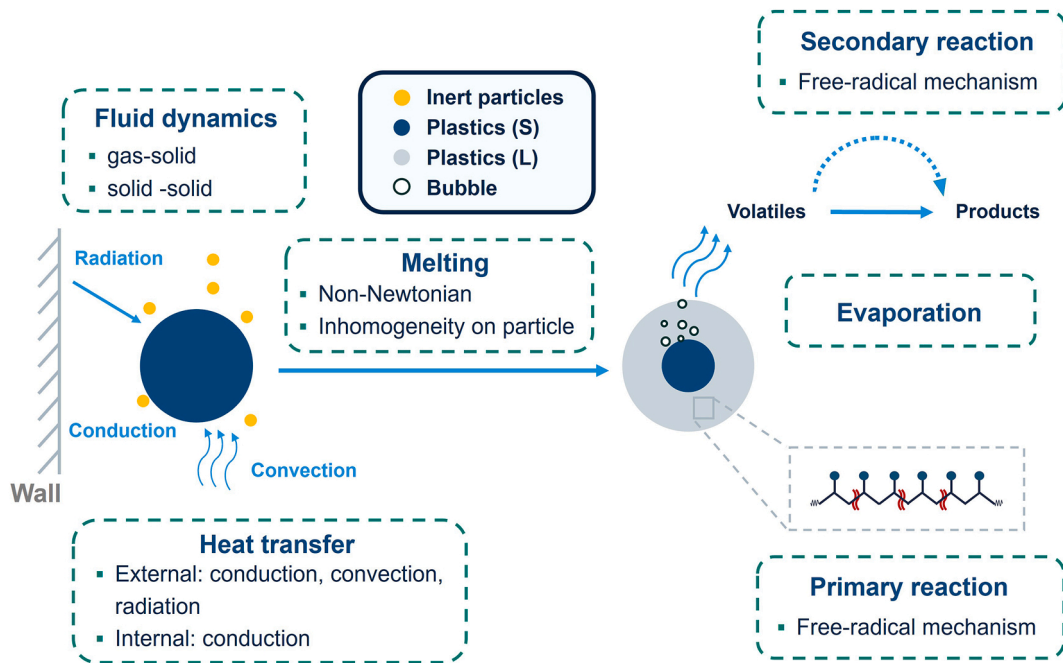 Fluid dynamics
gas-solid
solid -solid
Inert particles
Plastics (S)
Plastics (L)
Bubble
Secondary reaction
Free-radical mechanism
Volatiles
Products
Radiation
Melting
Non-Newtonian
Inhomogeneity on particle
Evaporation
Conduction
Convection
Wall
Heat transfer
External: conduction, convection,
radiation
Internal: conduction
Primary reaction
Free-radical mechanism